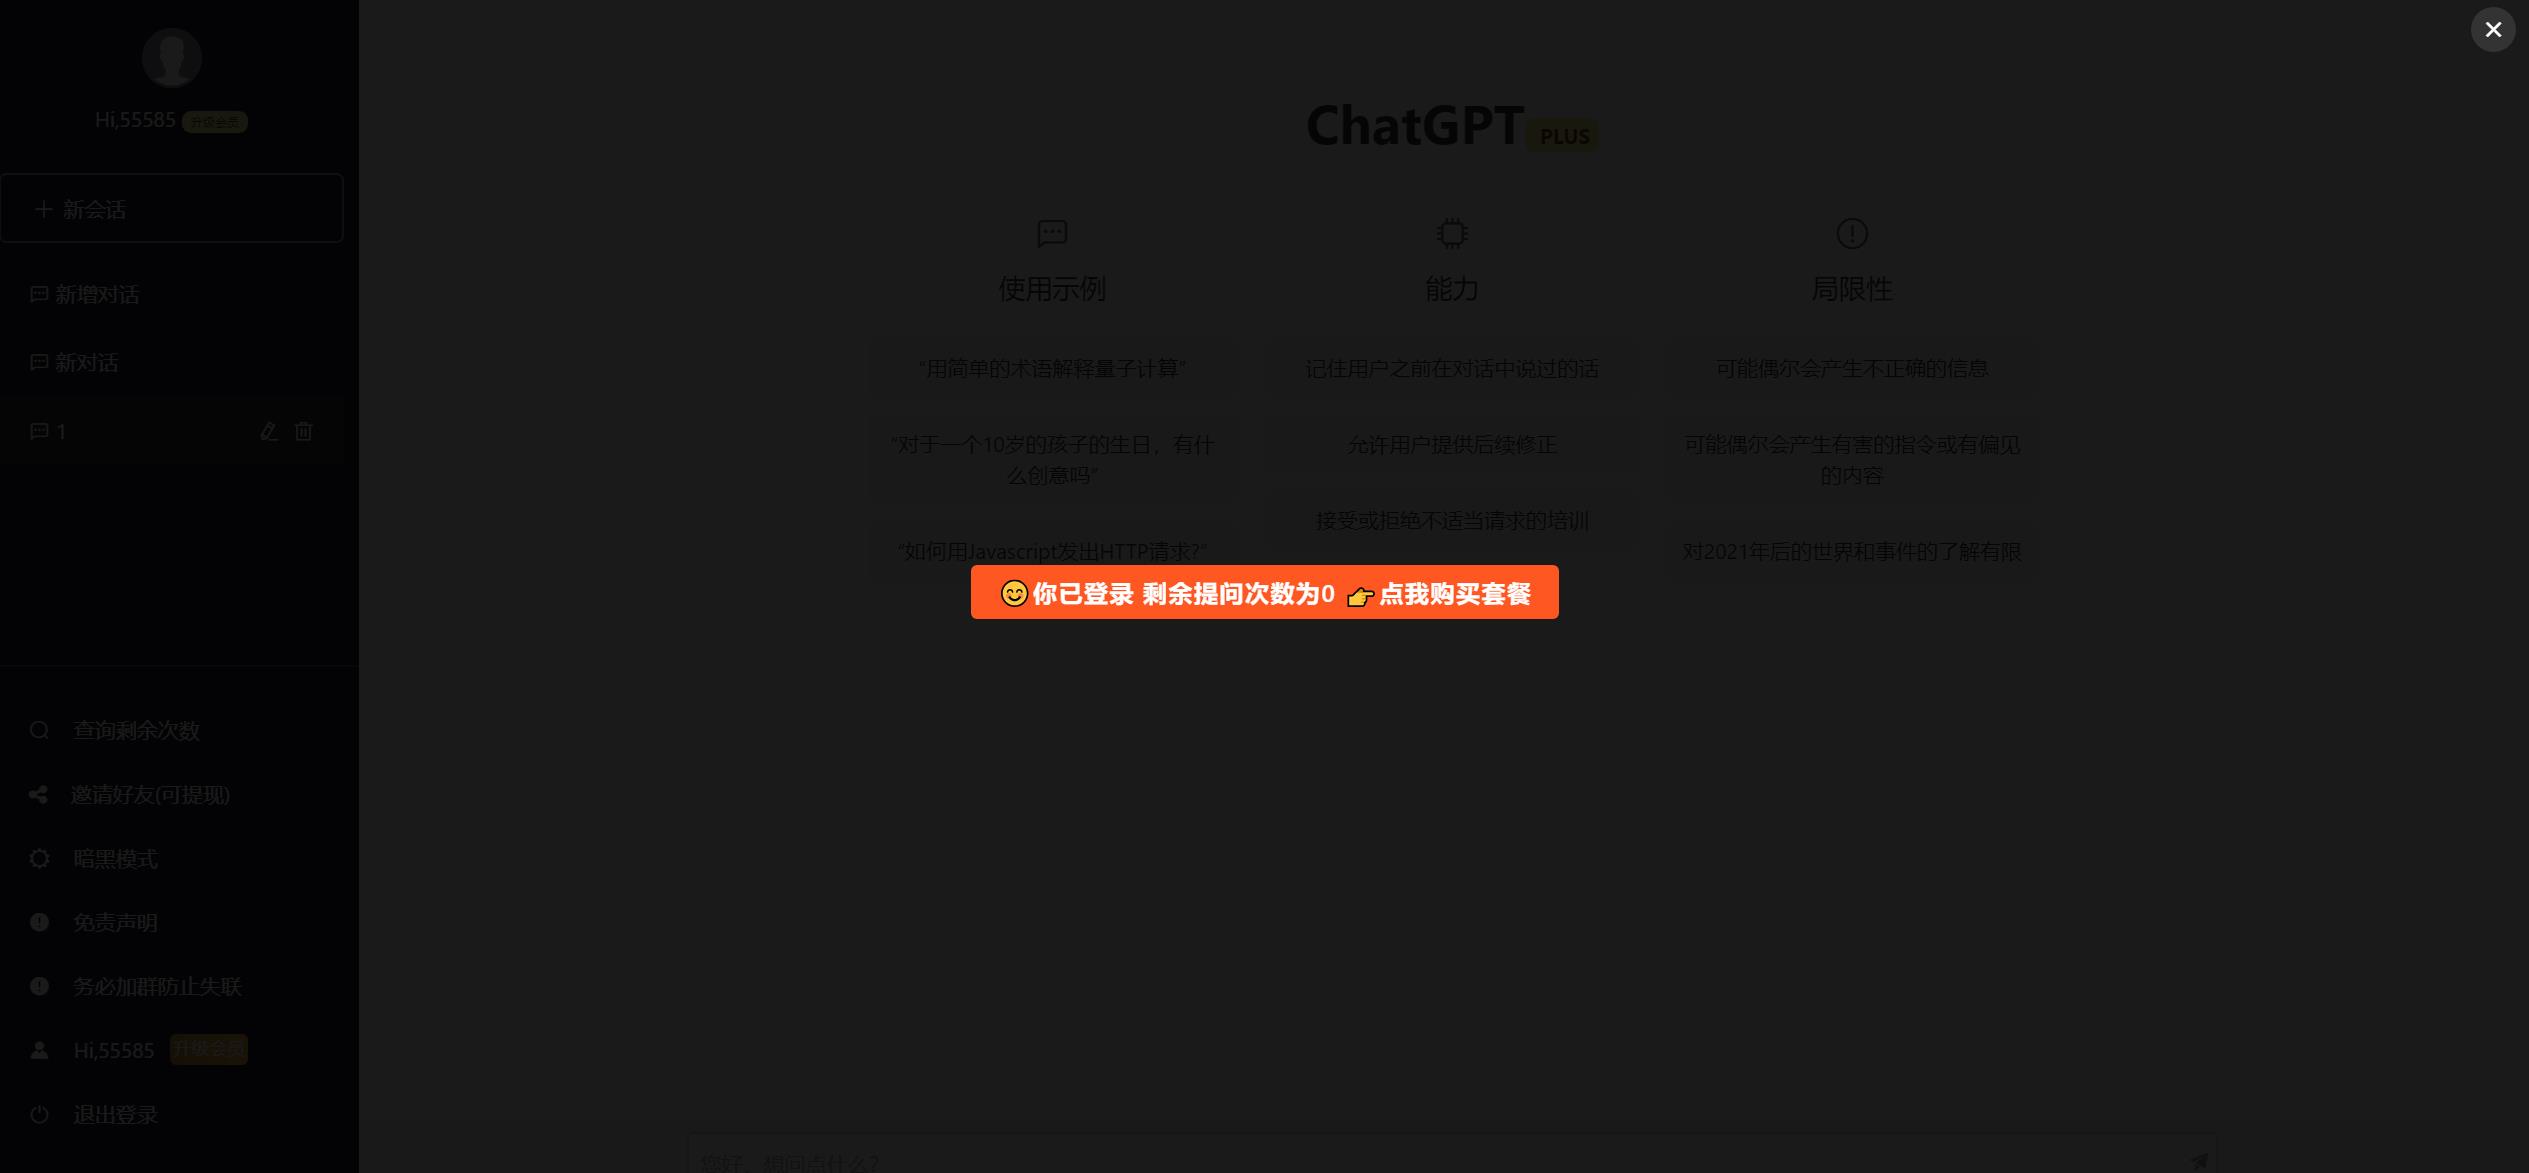 Hi,55585 升级会员
新会话
新增对话
新对话
1
查询剩余次数
邀请好友(可提现)
暗黑模式
免责声明
务必加群防止失联
Hi,55585 升级会员
退出登录
ChatGPT PLUS
使用示例
“用简单的术语解释量子计算”
“对于一个10岁的孩子的生日，有什
么创意吗”
“如何用Javascript发出HTTP请求?”
能力
记住用户之前在对话中说过的话
允许用户提供后续修正
接受或拒绝不适当请求的培训
局限性
可能偶尔会产生不正确的信息
可能偶尔会产生有害的指令或有偏见
的内容
对2021年后的世界和事件的了解有限
😊你已登录 剩余提问次数为0 👉点我购买套餐
您好，想问点什么？